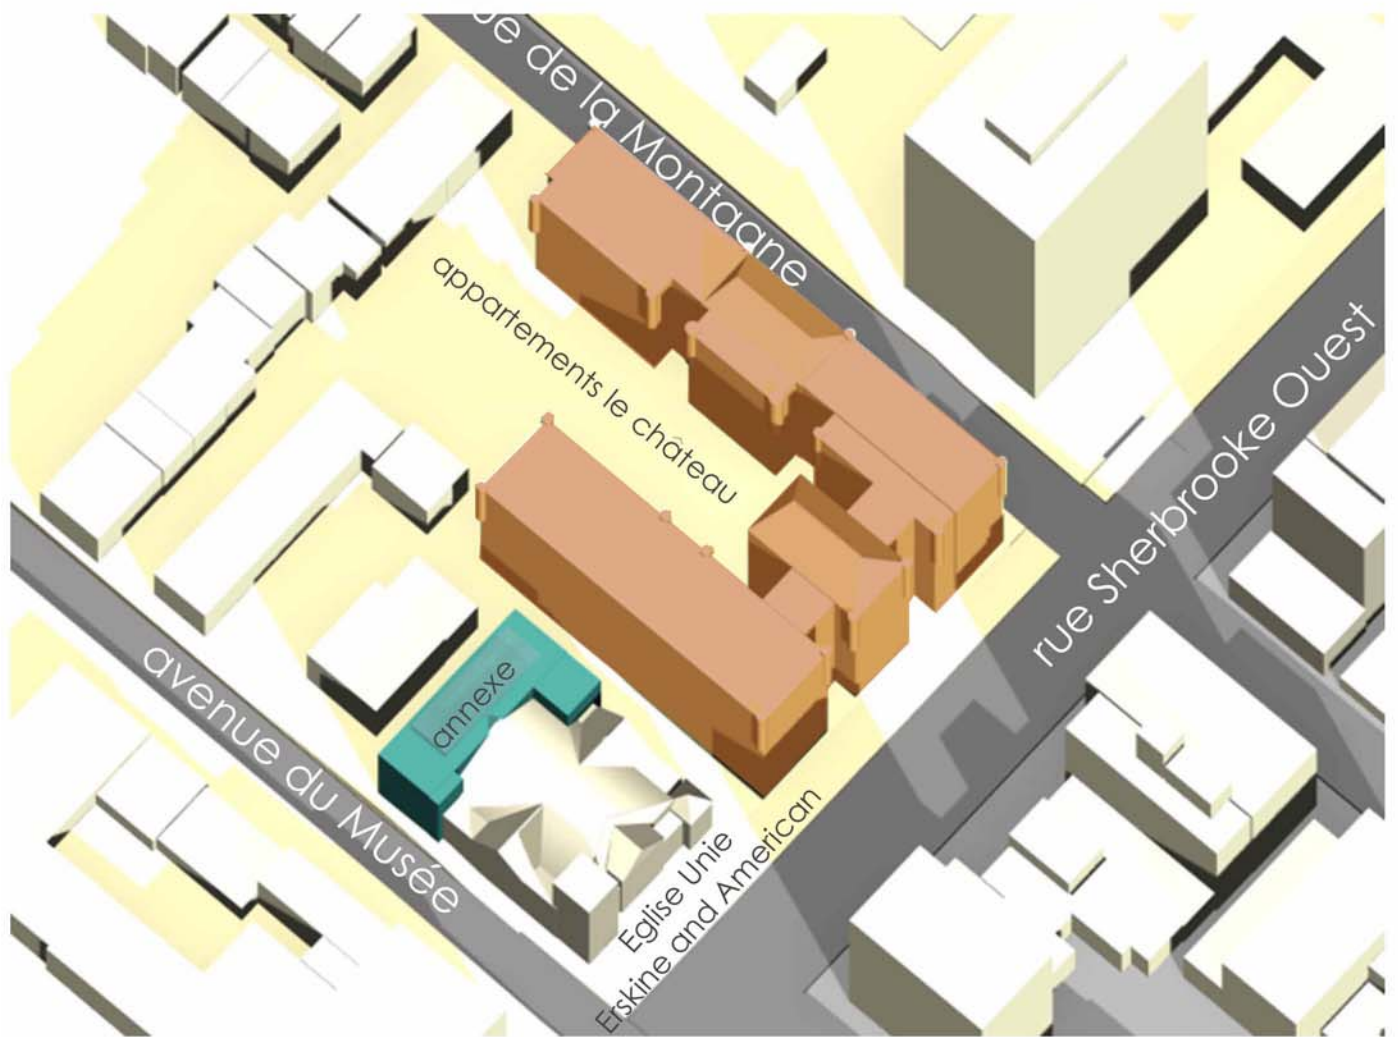 de la Montagne
appartements le château
rue Sherbrooke Ouest
annexe
avenue du Musée
Eglise Unie
Erskine and American